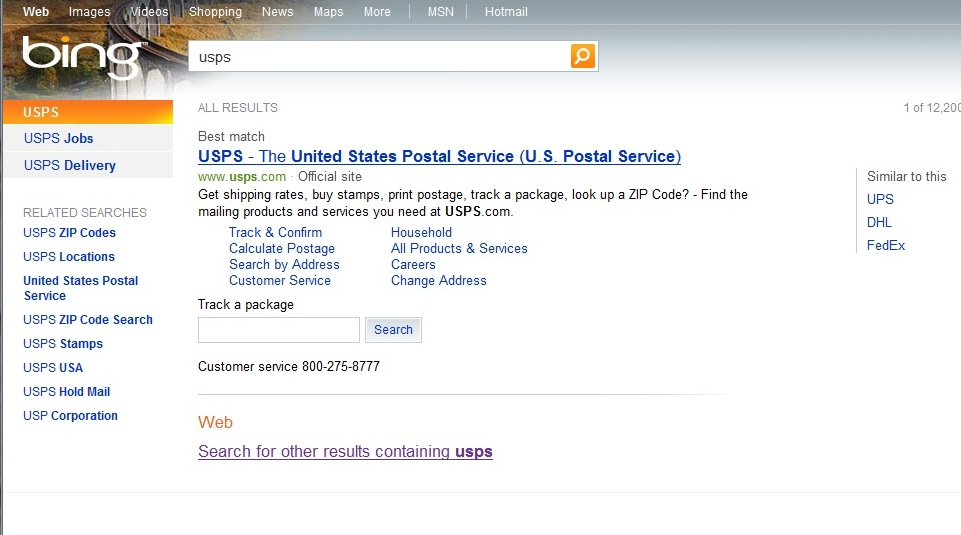 Web Images Videos Shopping News Maps More MSN Hotmail
bing™
usps
USPS
USPS Jobs
USPS Delivery
RELATED SEARCHES
USPS ZIP Codes
USPS Locations
United States Postal
Service
USPS ZIP Code Search
USPS Stamps
USPS USA
USPS Hold Mail
USP Corporation
ALL RESULTS
1 of 12,200
Best match
USPS - The United States Postal Service (U.S. Postal Service)
www.usps.com · Official site
Get shipping rates, buy stamps, print postage, track a package, look up a ZIP Code? - Find the
mailing products and services you need at USPS.com.
Track & Confirm Household
Calculate Postage All Products & Services
Search by Address Careers
Customer Service Change Address
Track a package
Search
Customer service 800-275-8777
Web
Search for other results containing usps
Similar to this
UPS
DHL
FedEx